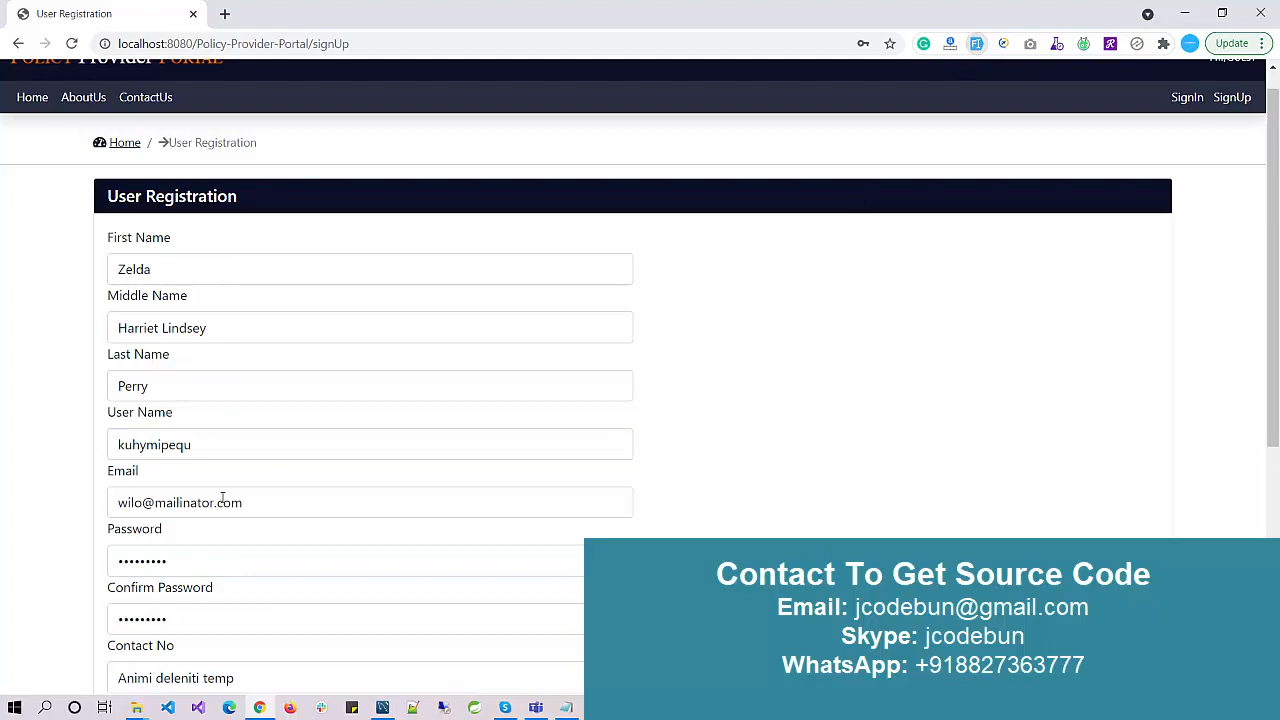 User Registration
localhost:8080/Policy-Provider-Portal/signUp
Update
POLICY Provider PORTAL
Home AboutUs ContactUs
SignIn SignUp
Home / User Registration
User Registration
First Name
Zelda
Middle Name
Harriet Lindsey
Last Name
Perry
User Name
kuhymipequ
Email
wilo@mailinator.com
Password
•••••••••
Confirm Password
•••••••••
Contact No
Animi deleniti temp
Contact To Get Source Code
Email: jcodebun@gmail.com
Skype: jcodebun
WhatsApp: +918827363777